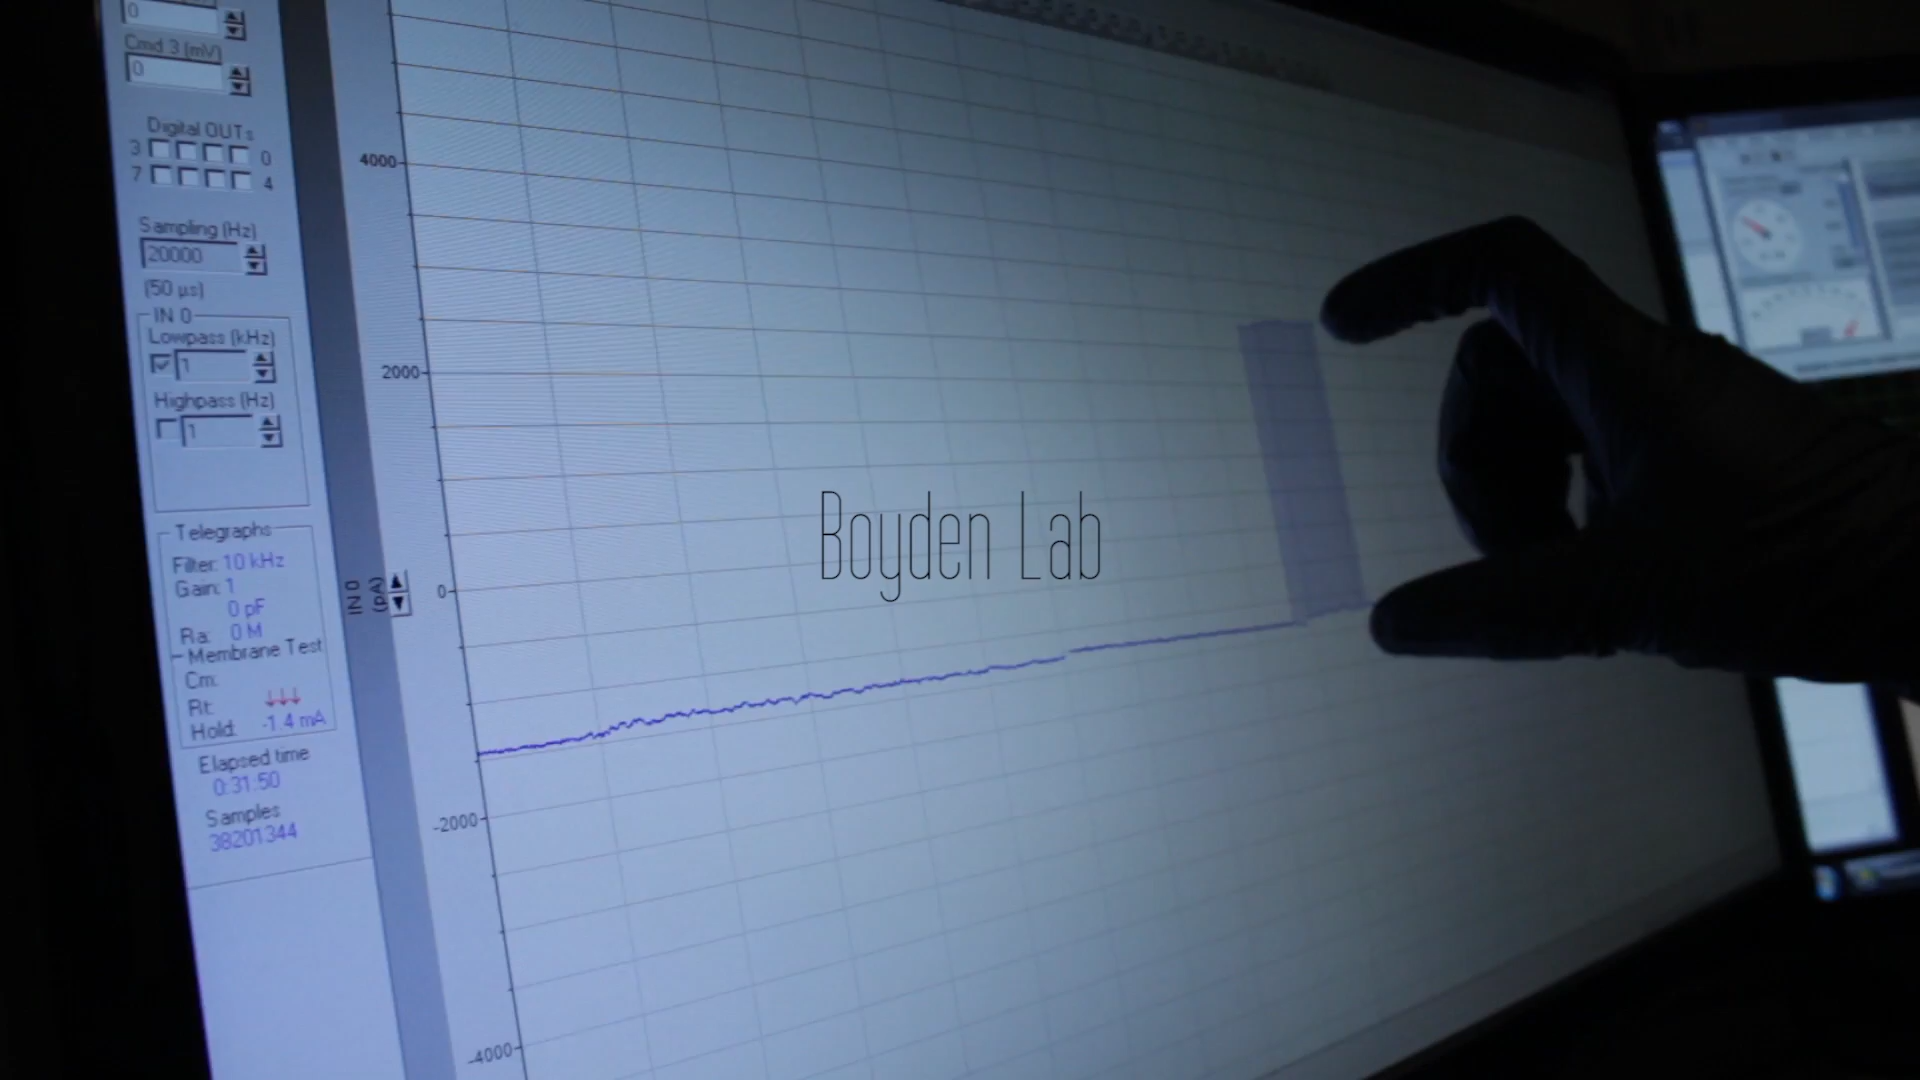 0
Cmd 3 (mV)
0
Digital OUTs
3 0
7 4
Sampling (Hz)
20000
(50 µs)
IN 0
Lowpass (kHz)
1
Highpass (Hz)
1
Telegraphs
Filter: 10 kHz
Gain: 1
0 pF
Ra: 0 M
Membrane Test
Cm:
Rt:
Hold: -1.4 mA
Elapsed time
0:31:50
Samples
38201344
IN 0
(pA)
4000
2000
0
-2000
-4000
Boyden Lab